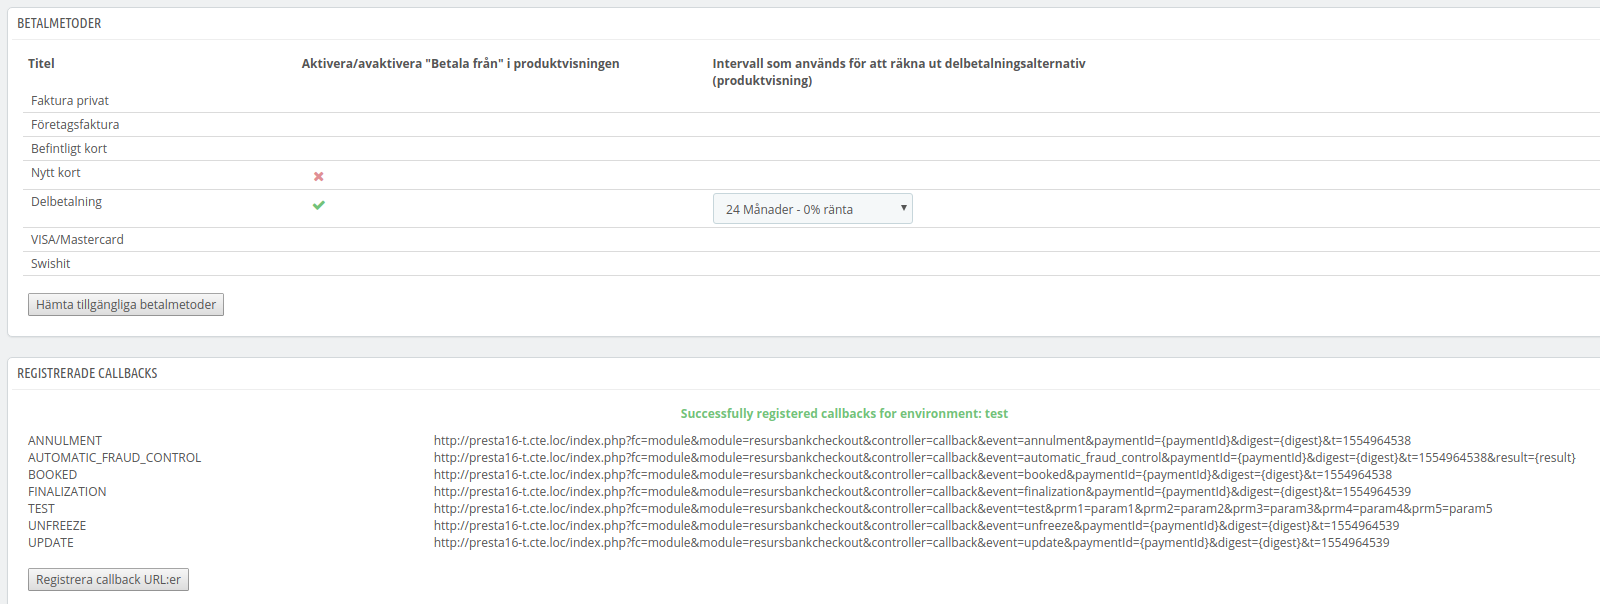 BETALMETODER
Titel Aktivera/avaktivera "Betala från" i produktvisningen Intervall som används för att räkna ut delbetalningsalternativ
(produktvisning)
Faktura privat
Företagsfaktura
Befintligt kort
Nytt kort
Delbetalning 24 Månader - 0% ränta
VISA/Mastercard
Swishit
Hämta tillgängliga betalmetoder
REGISTRERADE CALLBACKS
Successfully registered callbacks for environment: test
ANNULMENT http://presta16-t.cte.loc/index.php?fc=module&module=resursbankcheckout&controller=callback&event=annulment&paymentId={paymentId}&digest={digest}&t=1554964538
AUTOMATIC_FRAUD_CONTROL http://presta16-t.cte.loc/index.php?fc=module&module=resursbankcheckout&controller=callback&event=automatic_fraud_control&paymentId={paymentId}&digest={digest}&t=1554964538&result={result}
BOOKED http://presta16-t.cte.loc/index.php?fc=module&module=resursbankcheckout&controller=callback&event=booked&paymentId={paymentId}&digest={digest}&t=1554964538
FINALIZATION http://presta16-t.cte.loc/index.php?fc=module&module=resursbankcheckout&controller=callback&event=finalization&paymentId={paymentId}&digest={digest}&t=1554964539
TEST http://presta16-t.cte.loc/index.php?fc=module&module=resursbankcheckout&controller=callback&event=test&prm1=param1&prm2=param2&prm3=param3&prm4=param4&prm5=param5
UNFREEZE http://presta16-t.cte.loc/index.php?fc=module&module=resursbankcheckout&controller=callback&event=unfreeze&paymentId={paymentId}&digest={digest}&t=1554964539
UPDATE http://presta16-t.cte.loc/index.php?fc=module&module=resursbankcheckout&controller=callback&event=update&paymentId={paymentId}&digest={digest}&t=1554964539
Registrera callback URL:er